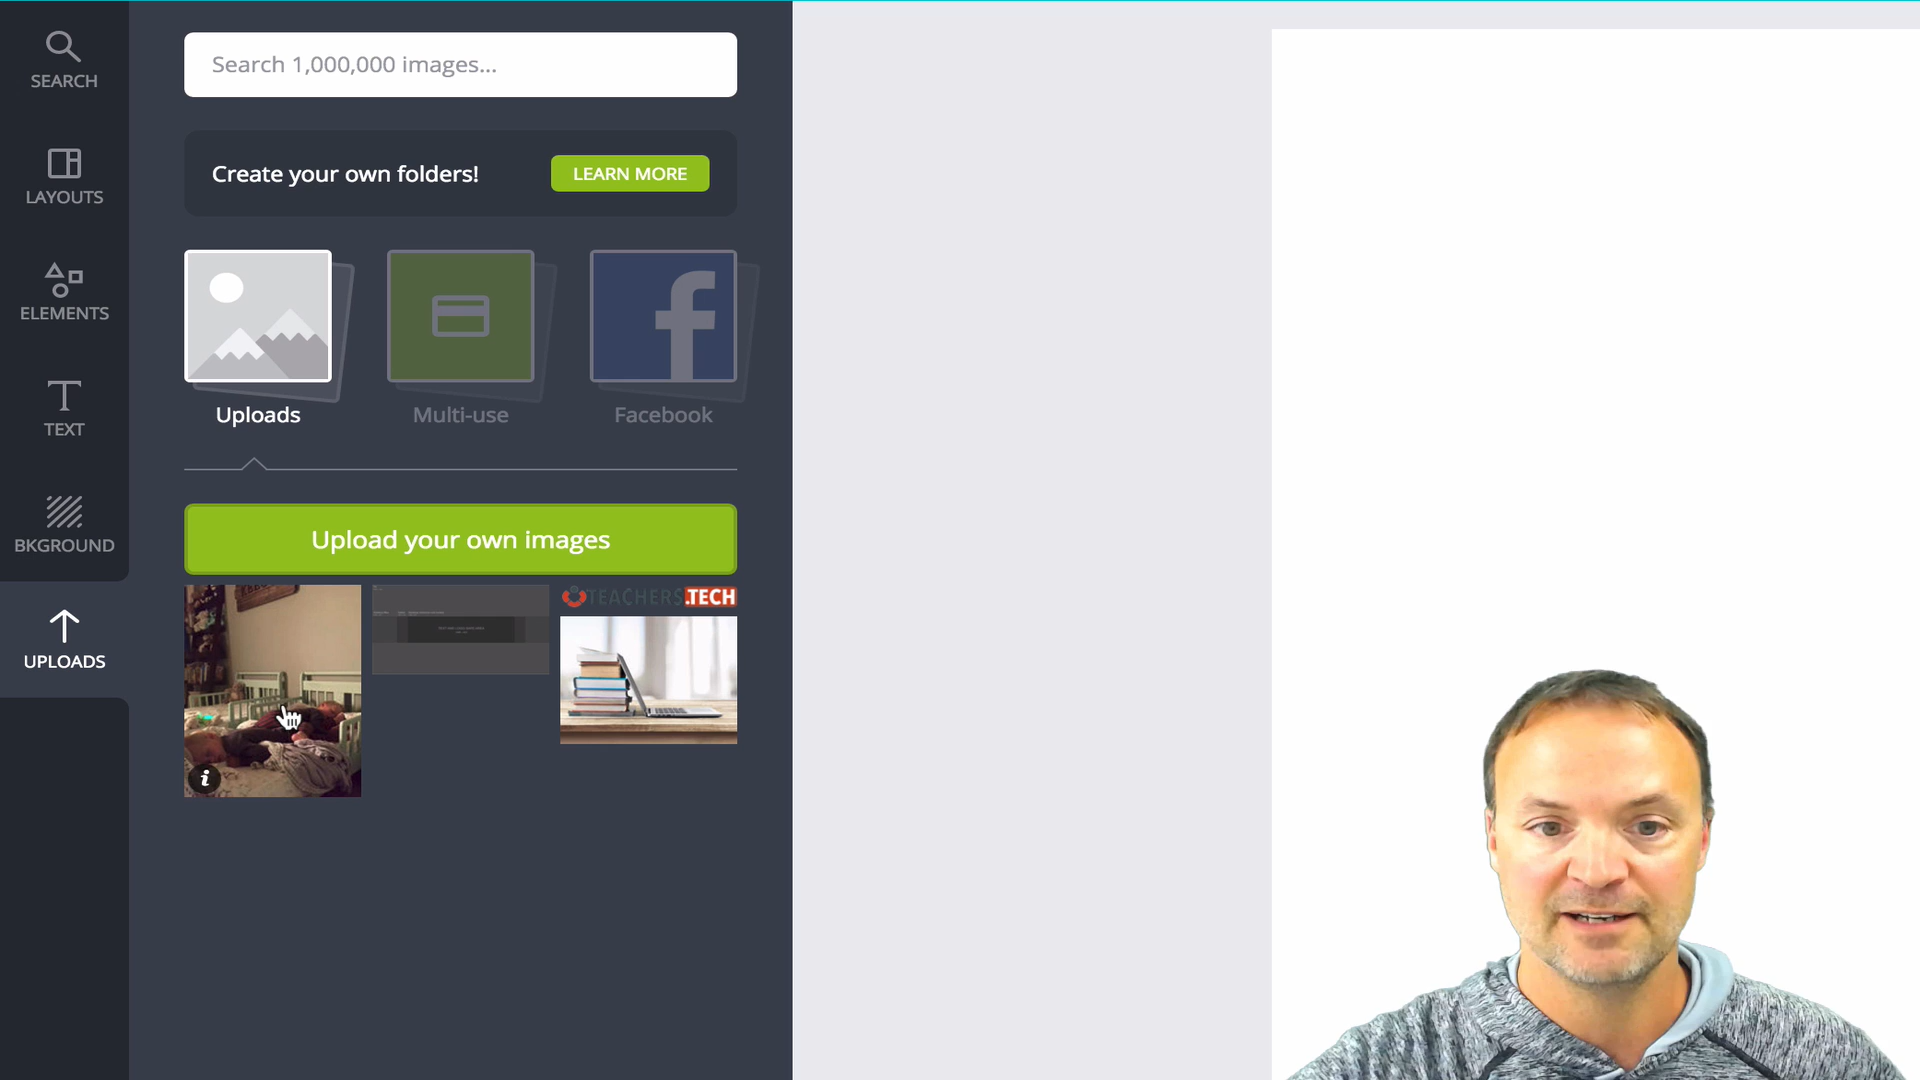 SEARCH
LAYOUTS
ELEMENTS
TEXT
BKGROUND
UPLOADS
Search 1,000,000 images...
Create your own folders!
LEARN MORE
Uploads
Multi-use
Facebook
Upload your own images
TEACHERS.TECH